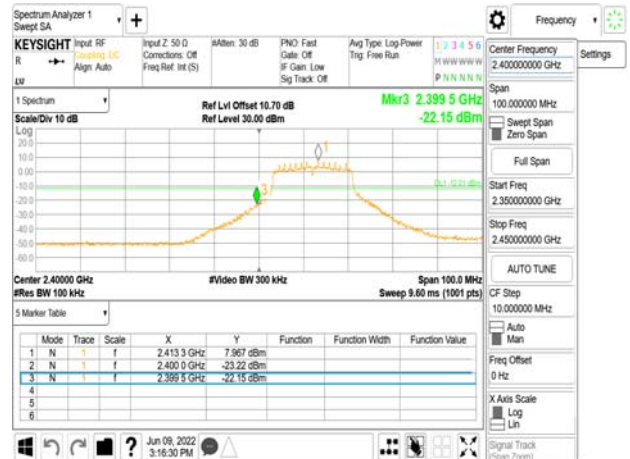 Spectrum Analyzer 1
Swept SA
Frequency
KEYSIGHT Input: RF Input Z: 50 Ω #Atten: 30 dB PNO: Fast Avg Type: Log-Power 1 2 3 4 5 6
R Coupling: DC Corrections: Off Gate: Off Trig: Free Run M W W W W W
Align: Auto Freq Ref: Int (S) IF Gain: Low P N N N N N
Sig Track: Off
LXI
Center Frequency
2.400000000 GHz
Settings
Span
100.000000 MHz
Swept Span
Zero Span
Full Span
Start Freq
2.350000000 GHz
Stop Freq
2.450000000 GHz
AUTO TUNE
CF Step
10.000000 MHz
Auto
Man
Freq Offset
0 Hz
X Axis Scale
Log
Lin
Signal Track
(Span Zoom)
1 Spectrum
Scale/Div 10 dB
Ref Lvl Offset 10.70 dB
Ref Level 30.00 dBm
Mkr3 2.399 5 GHz
-22.15 dBm
Log
20.0
10.0
0.00
-10.0
-20.0
-30.0
-40.0
-50.0
-60.0
1
3
Center 2.40000 GHz #Video BW 300 kHz Span 100.0 MHz
#Res BW 100 kHz Sweep 9.60 ms (1001 pts)
5 Marker Table
Mode Trace Scale X Y Function Function Width Function Value
1 N 1 f 2.413 3 GHz 7.967 dBm
2 N 1 f 2.400 0 GHz -23.22 dBm
3 N 1 f 2.399 5 GHz -22.15 dBm
4
5
6
?
Jun 09, 2022
3:16:30 PM